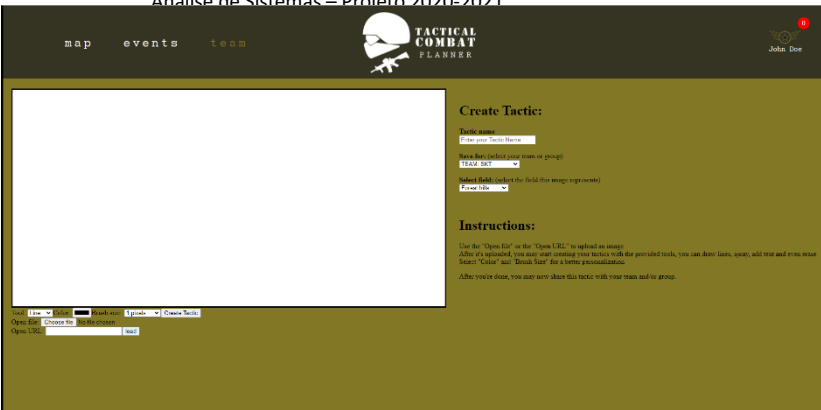 Análise de Sistemas – Projeto 2020-2021
map events team
TACTICAL
COMBAT
PLANNER
0
John Doe
Create Tactic:
Tactic name
Enter your Tactic Name
Save for: (select your team or group)
TEAM: SKT
Select field: (select the field this image represents)
Forest hills
Instructions:
Use the "Open file" or the "Open URL" to upload an image
After it's uploaded, you may start creating your tactics with the provided tools, you can draw lines, spray, add text and even erase
Select "Color" and "Brush Size" for a better personalization.
After you're done, you may now share this tactic with your team and/or group.
Tool: Line Color: Brush size: 1 pixels Create Tactic
Open file: Choose file No file chosen
Open URL: load